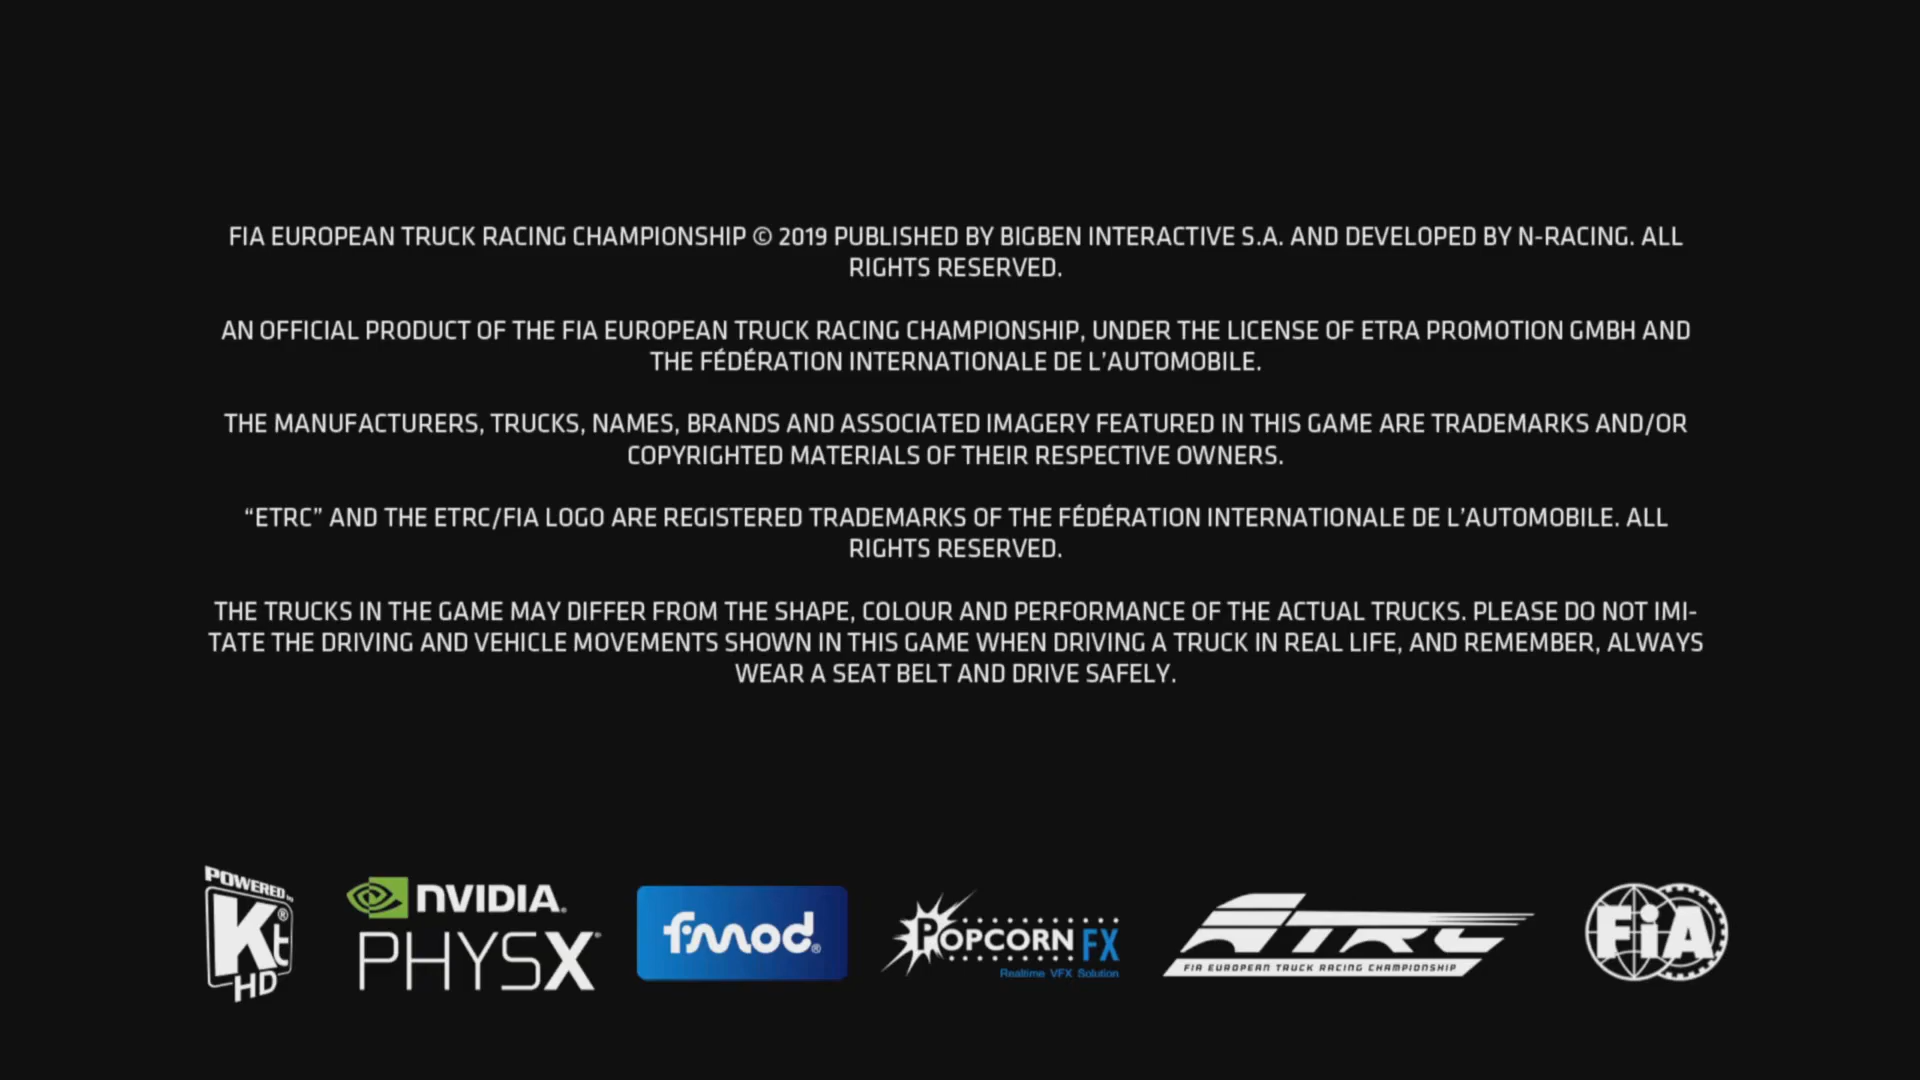 FIA EUROPEAN TRUCK RACING CHAMPIONSHIP © 2019 PUBLISHED BY BIGBEN INTERACTIVE S.A. AND DEVELOPED BY N-RACING. ALL
RIGHTS RESERVED.
AN OFFICIAL PRODUCT OF THE FIA EUROPEAN TRUCK RACING CHAMPIONSHIP, UNDER THE LICENSE OF ETRA PROMOTION GMBH AND
THE FÉDÉRATION INTERNATIONALE DE L’AUTOMOBILE.
THE MANUFACTURERS, TRUCKS, NAMES, BRANDS AND ASSOCIATED IMAGERY FEATURED IN THIS GAME ARE TRADEMARKS AND/OR
COPYRIGHTED MATERIALS OF THEIR RESPECTIVE OWNERS.
“ETRC” AND THE ETRC/FIA LOGO ARE REGISTERED TRADEMARKS OF THE FÉDÉRATION INTERNATIONALE DE L’AUTOMOBILE. ALL
RIGHTS RESERVED.
THE TRUCKS IN THE GAME MAY DIFFER FROM THE SHAPE, COLOUR AND PERFORMANCE OF THE ACTUAL TRUCKS. PLEASE DO NOT IMI-
TATE THE DRIVING AND VEHICLE MOVEMENTS SHOWN IN THIS GAME WHEN DRIVING A TRUCK IN REAL LIFE, AND REMEMBER, ALWAYS
WEAR A SEAT BELT AND DRIVE SAFELY.
POWERED
Kt®
HD
NVIDIA.
PHYSX
fmod®
POPCORN FX
Realtime VFX Solution
ETRC
FIA EUROPEAN TRUCK RACING CHAMPIONSHIP
FiA